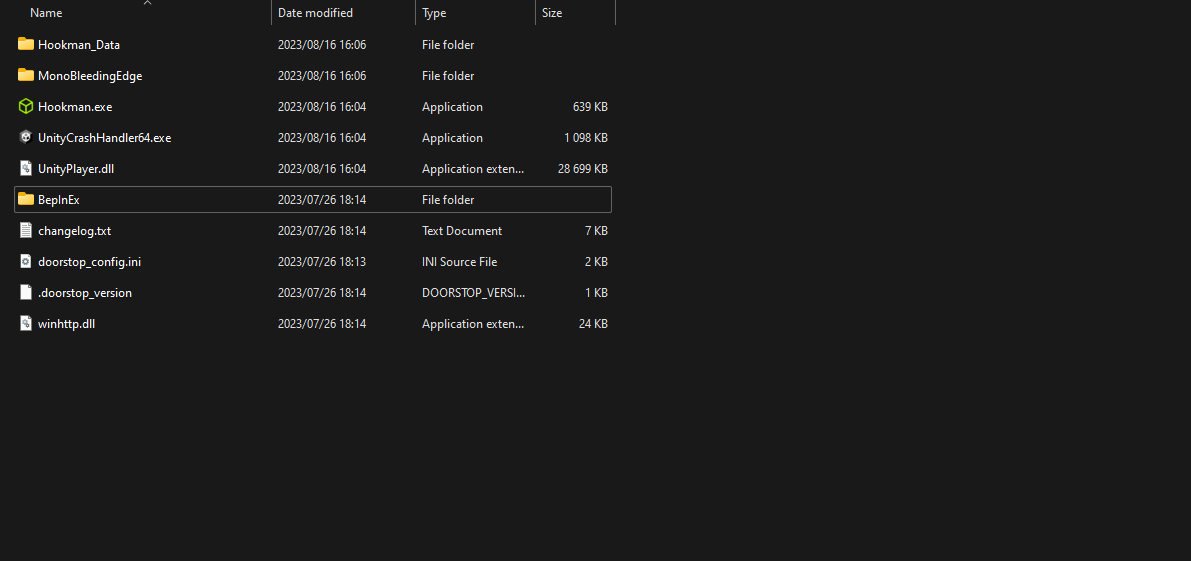 Name Date modified Type Size
Hookman_Data 2023/08/16 16:06 File folder
MonoBleedingEdge 2023/08/16 16:06 File folder
Hookman.exe 2023/08/16 16:04 Application 639 KB
UnityCrashHandler64.exe 2023/08/16 16:04 Application 1 098 KB
UnityPlayer.dll 2023/08/16 16:04 Application exten... 28 699 KB
BepInEx 2023/07/26 18:14 File folder
changelog.txt 2023/07/26 18:14 Text Document 7 KB
doorstop_config.ini 2023/07/26 18:13 INI Source File 2 KB
.doorstop_version 2023/07/26 18:14 DOORSTOP_VERSI... 1 KB
winhttp.dll 2023/07/26 18:14 Application exten... 24 KB